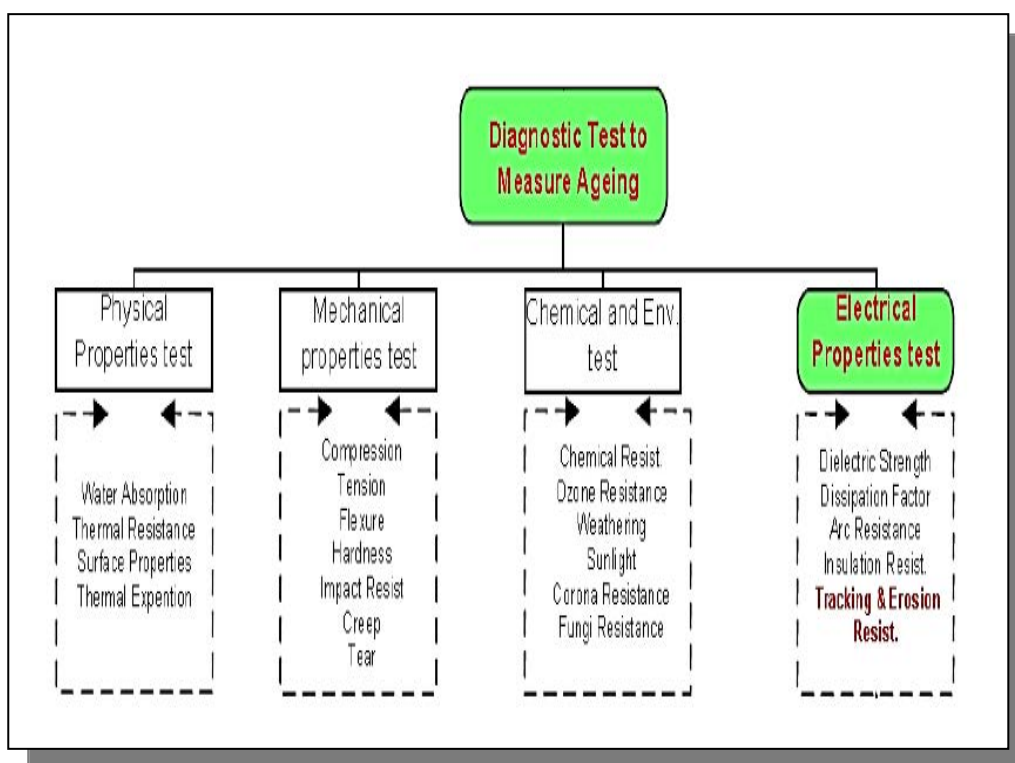 Diagnostic Test to
Measure Ageing
Physical
Properties test
Mechanical
properties test
Chemical and Env.
test
Electrical
Properties test
Water Absorption
Thermal Resistance
Surface Properties
Thermal Expention
Compression
Tension
Flexure
Hardness
Impact Resist
Creep
Tear
Chemical Resist.
Ozone Resistance
Weathering
Sunlight
Corona Resistance
Fungi Resistance
Dielectric Strength
Dissipation Factor
Arc Resistance
Insulation Resist.
Tracking & Erosion
Resist.